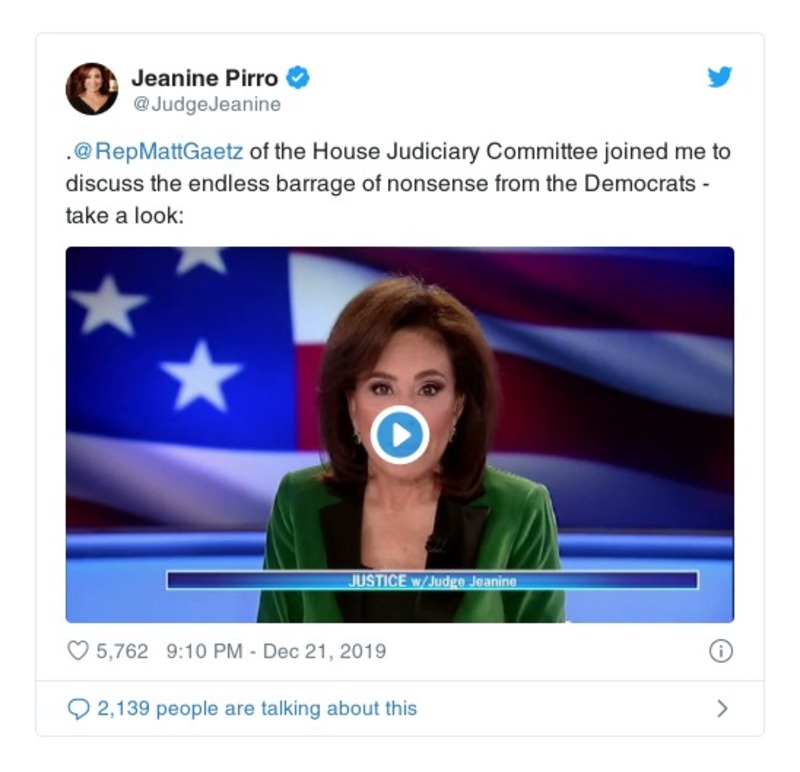 Jeanine Pirro
@JudgeJeanine
.@RepMattGaetz of the House Judiciary Committee joined me to
discuss the endless barrage of nonsense from the Democrats -
take a look:
JUSTICE w/Judge Jeanine
5,762 9:10 PM - Dec 21, 2019
2,139 people are talking about this